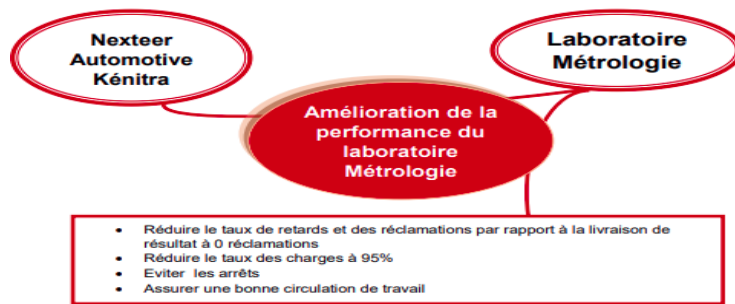 Nexteer
Automotive
Kénitra
Laboratoire
Métrologie
Amélioration de la
performance du
laboratoire
Métrologie
• Réduire le taux de retards et des réclamations par rapport à la livraison de
résultat à 0 réclamations
• Réduire le taux des charges à 95%
• Eviter les arrêts
• Assurer une bonne circulation de travail